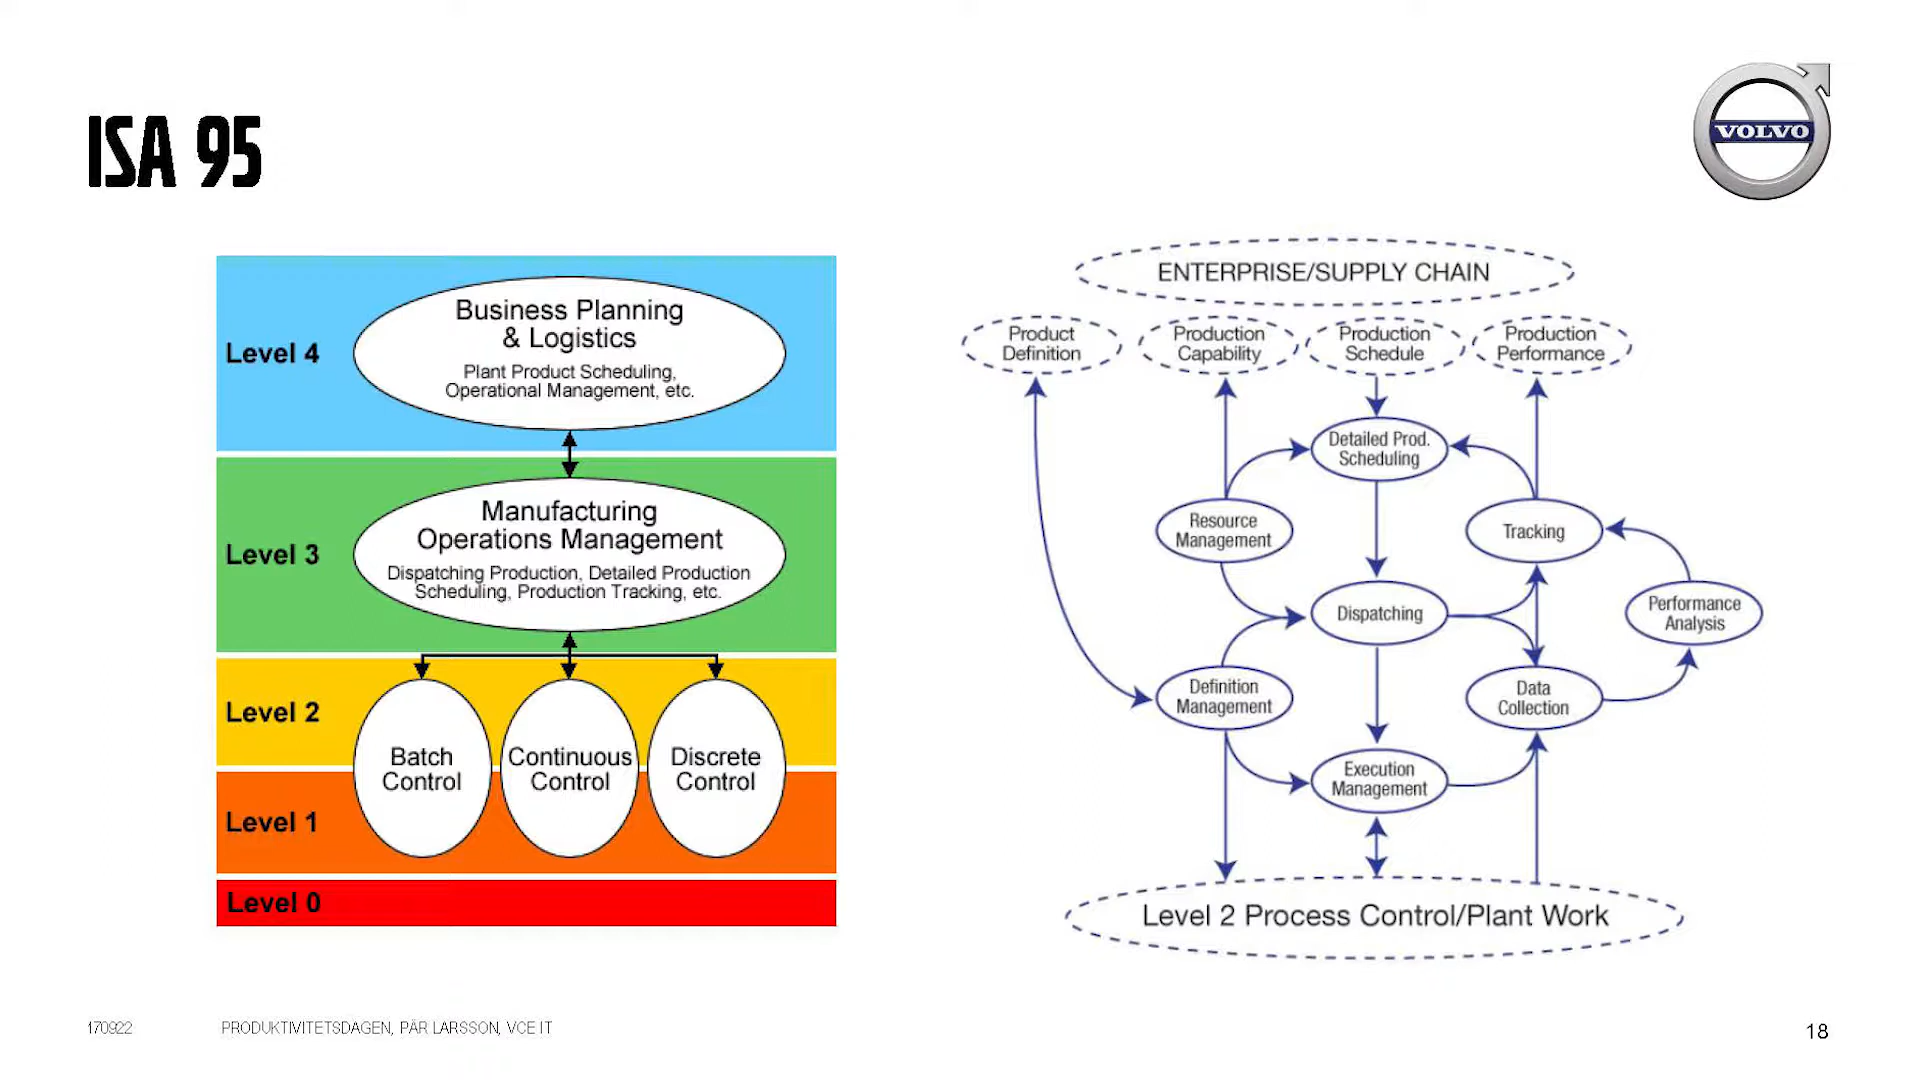 ISA 95
VOLVO
Level 4
Business Planning
& Logistics
Plant Product Scheduling,
Operational Management, etc.
Level 3
Manufacturing
Operations Management
Dispatching Production, Detailed Production
Scheduling, Production Tracking, etc.
Level 2
Batch
Control
Continuous
Control
Discrete
Control
Level 1
Level 0
ENTERPRISE/SUPPLY CHAIN
Product
Definition
Production
Capability
Production
Schedule
Production
Performance
Detailed Prod.
Scheduling
Resource
Management
Tracking
Dispatching
Performance
Analysis
Definition
Management
Data
Collection
Execution
Management
Level 2 Process Control/Plant Work
170922
PRODUKTIVITETSDAGEN, PÄR LARSSON, VCE IT
18